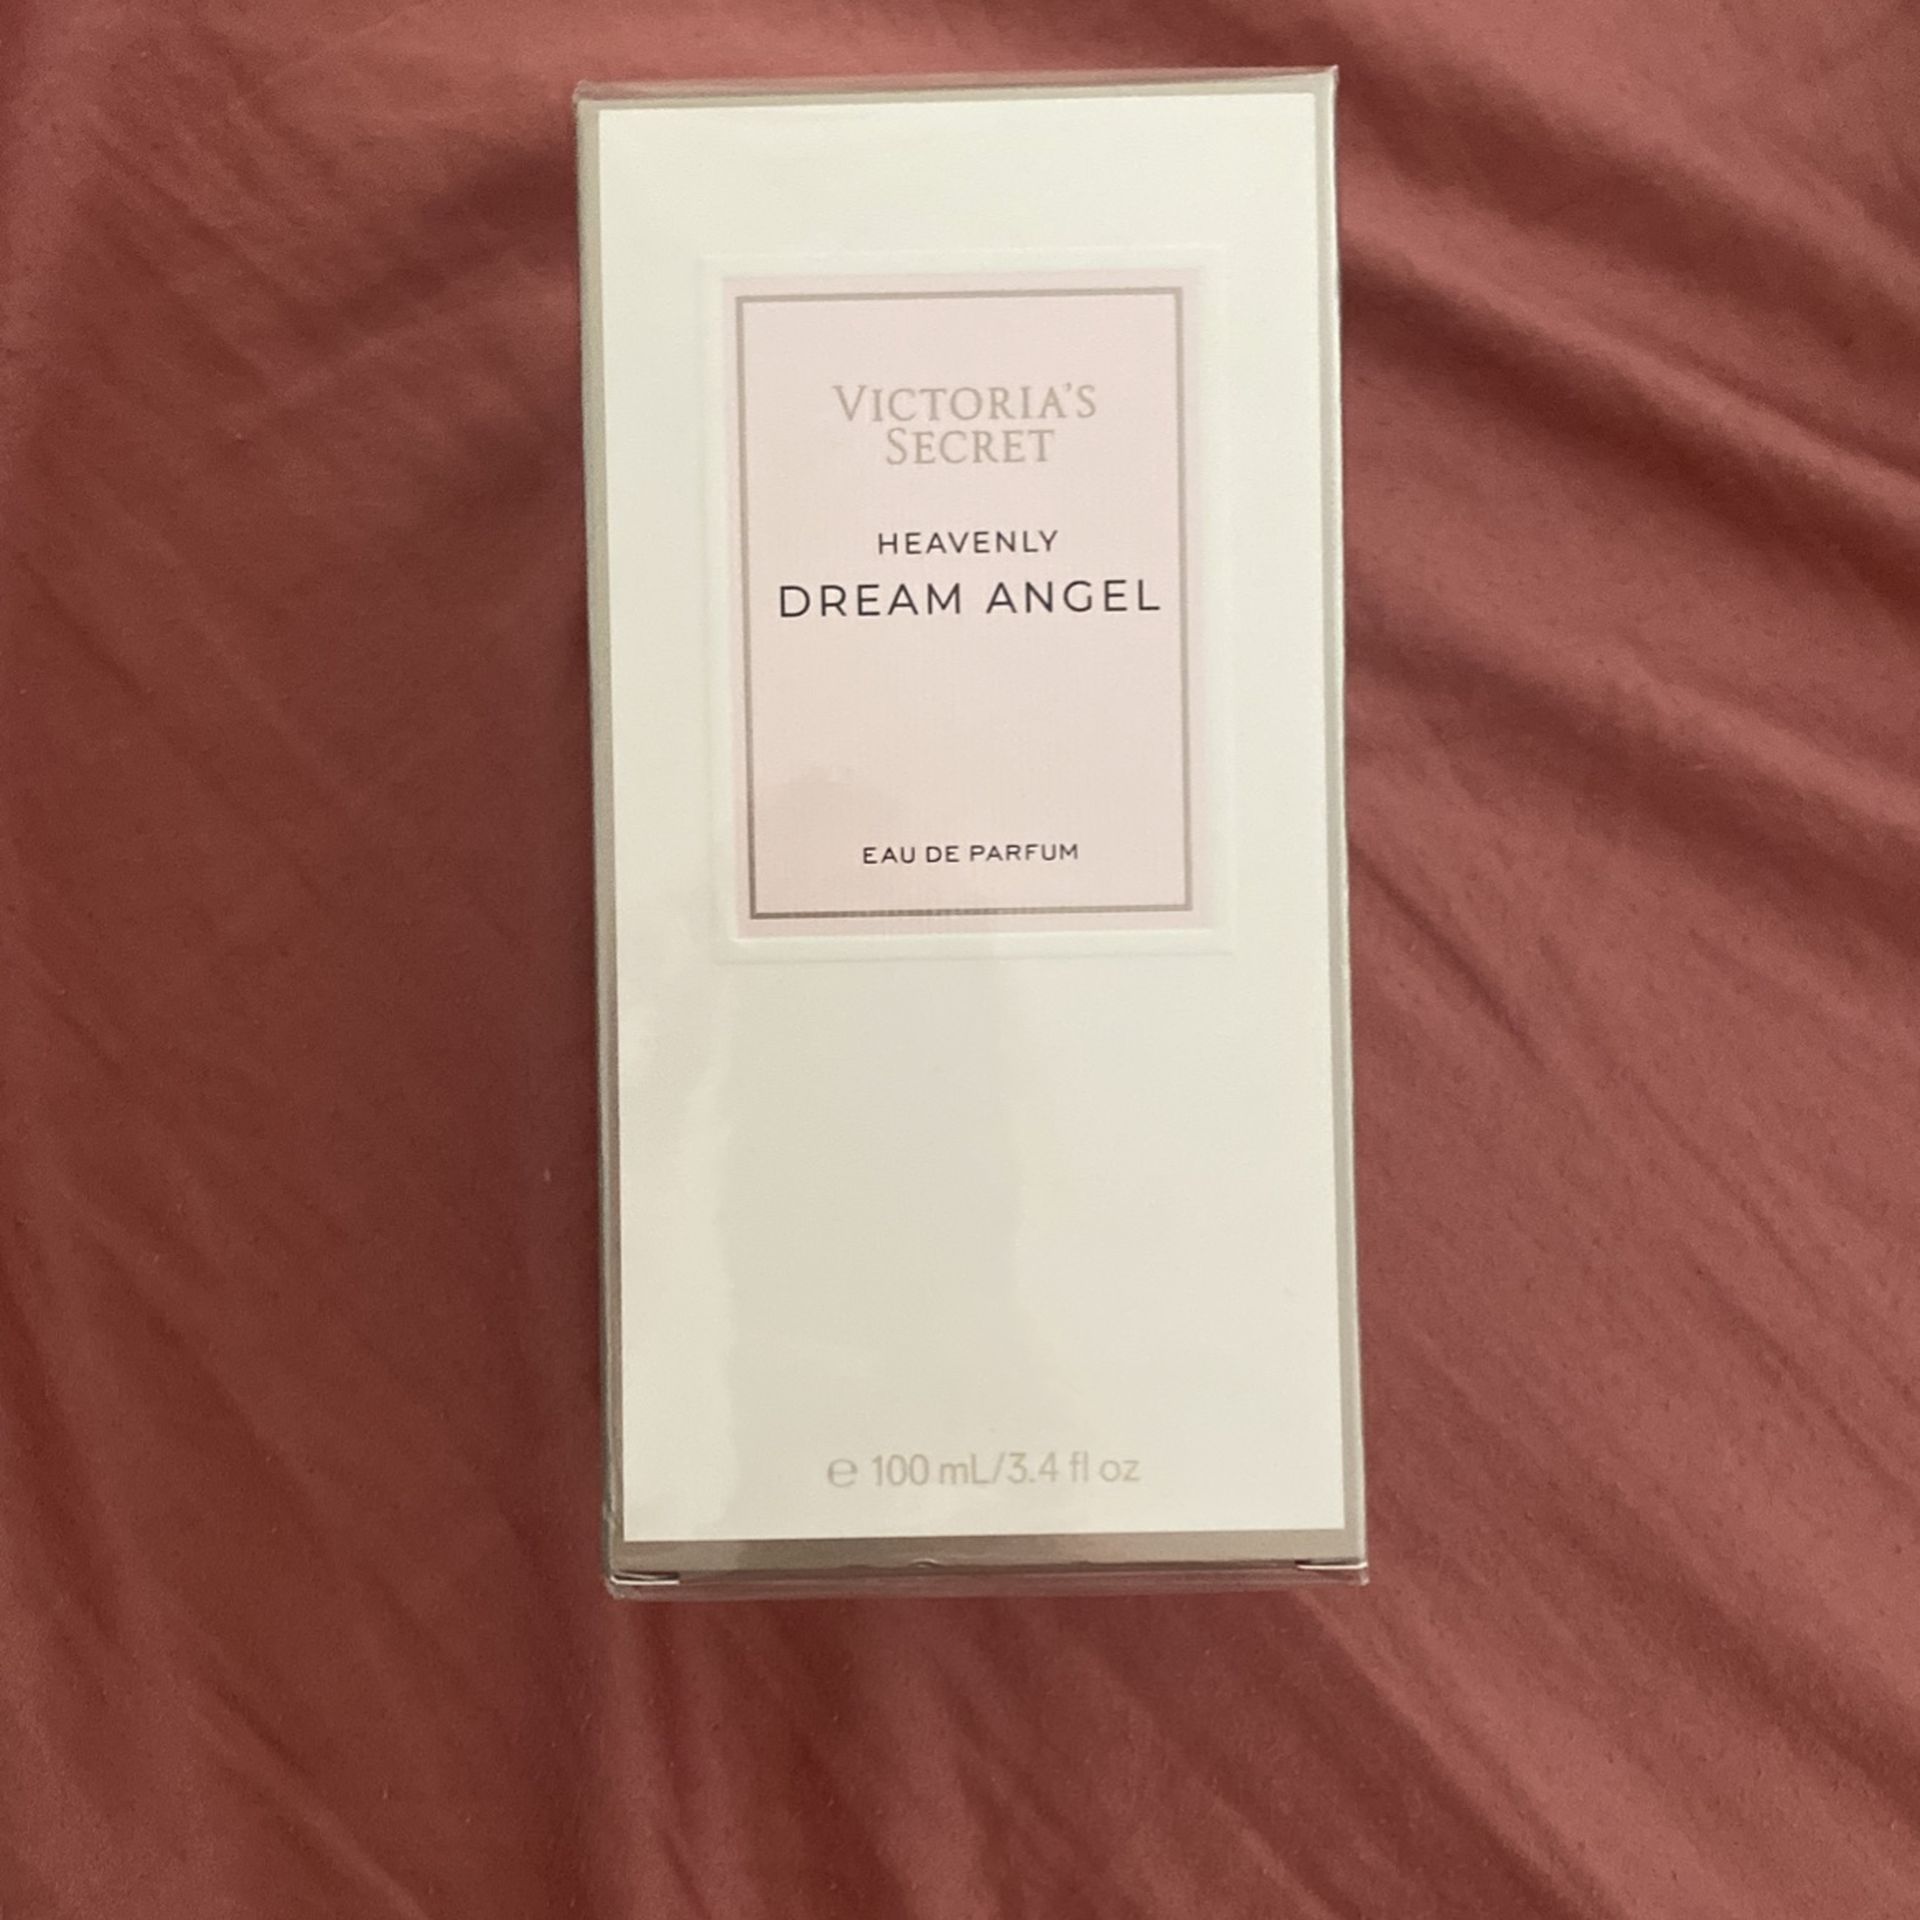 VICTORIA'S
SECRET
HEAVENLY
DREAM ANGEL
EAU DE PARFUM
℮ 100 mL/3.4 fl oz